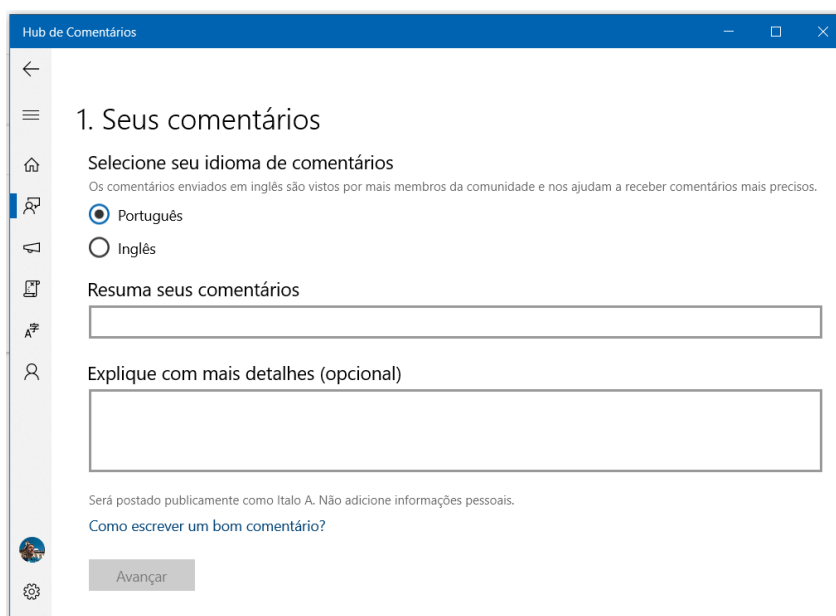 Hub de Comentários
1. Seus comentários
Selecione seu idioma de comentários
Os comentários enviados em inglês são vistos por mais membros da comunidade e nos ajudam a receber comentários mais precisos.
Português
Inglês
Resuma seus comentários
Explique com mais detalhes (opcional)
Será postado publicamente como Italo A. Não adicione informações pessoais.
Como escrever um bom comentário?
Avançar